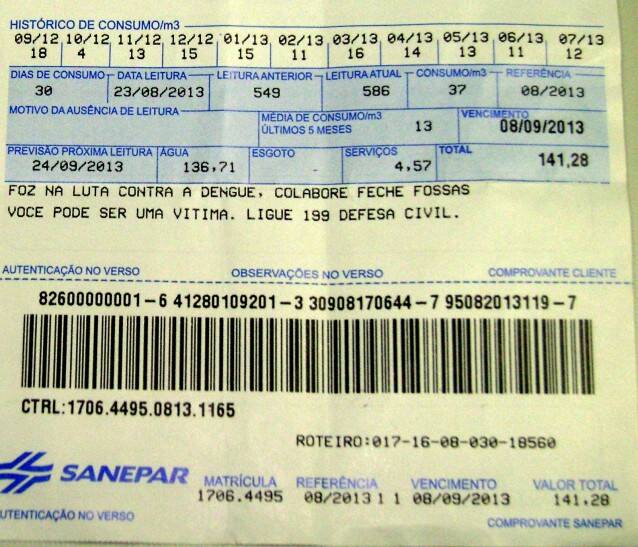 HISTÓRICO DE CONSUMO/m3
09/12 10/12 11/12 12/12 01/13 02/13 03/13 04/13 05/13 06/13 07/13
18 4 13 15 15 11 16 14 13 11 12
DIAS DE CONSUMO DATA LEITURA LEITURA ANTERIOR LEITURA ATUAL CONSUMO/m3 REFERÊNCIA
30 23/08/2013 549 586 37 08/2013
MOTIVO DA AUSÊNCIA DE LEITURA MÉDIA DE CONSUMO/m3 VENCIMENTO
ÚLTIMOS 5 MESES 13 08/09/2013
PREVISÃO PRÓXIMA LEITURA ÁGUA ESGOTO SERVIÇOS TOTAL
24/09/2013 136,71 4,57 141,28
FOZ NA LUTA CONTRA A DENGUE, COLABORE FECHE FOSSAS
VOCE PODE SER UMA VITIMA. LIGUE 199 DEFESA CIVIL.
AUTENTICAÇÃO NO VERSO OBSERVAÇÕES NO VERSO COMPROVANTE CLIENTE
82600000001-6 41280109201-3 30908170644-7 95082013119-7
CTRL:1706.4495.0813.1165
ROTEIRO:017-16-08-030-18560
SANEPAR MATRÍCULA REFERÊNCIA VENCIMENTO VALOR TOTAL
1706.4495 08/2013 1 1 08/09/2013 141.28
AUTENTICAÇÃO NO VERSO COMPROVANTE SANEPAR